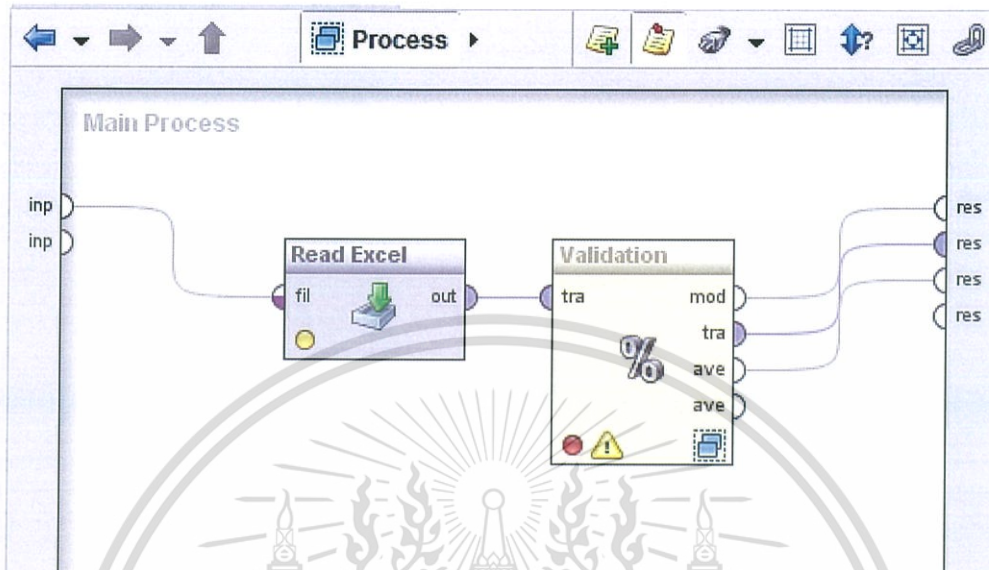 Process
Main Process
inp
inp
Read Excel
fil
out
Validation
tra
mod
tra
ave
ave
res
res
res
res